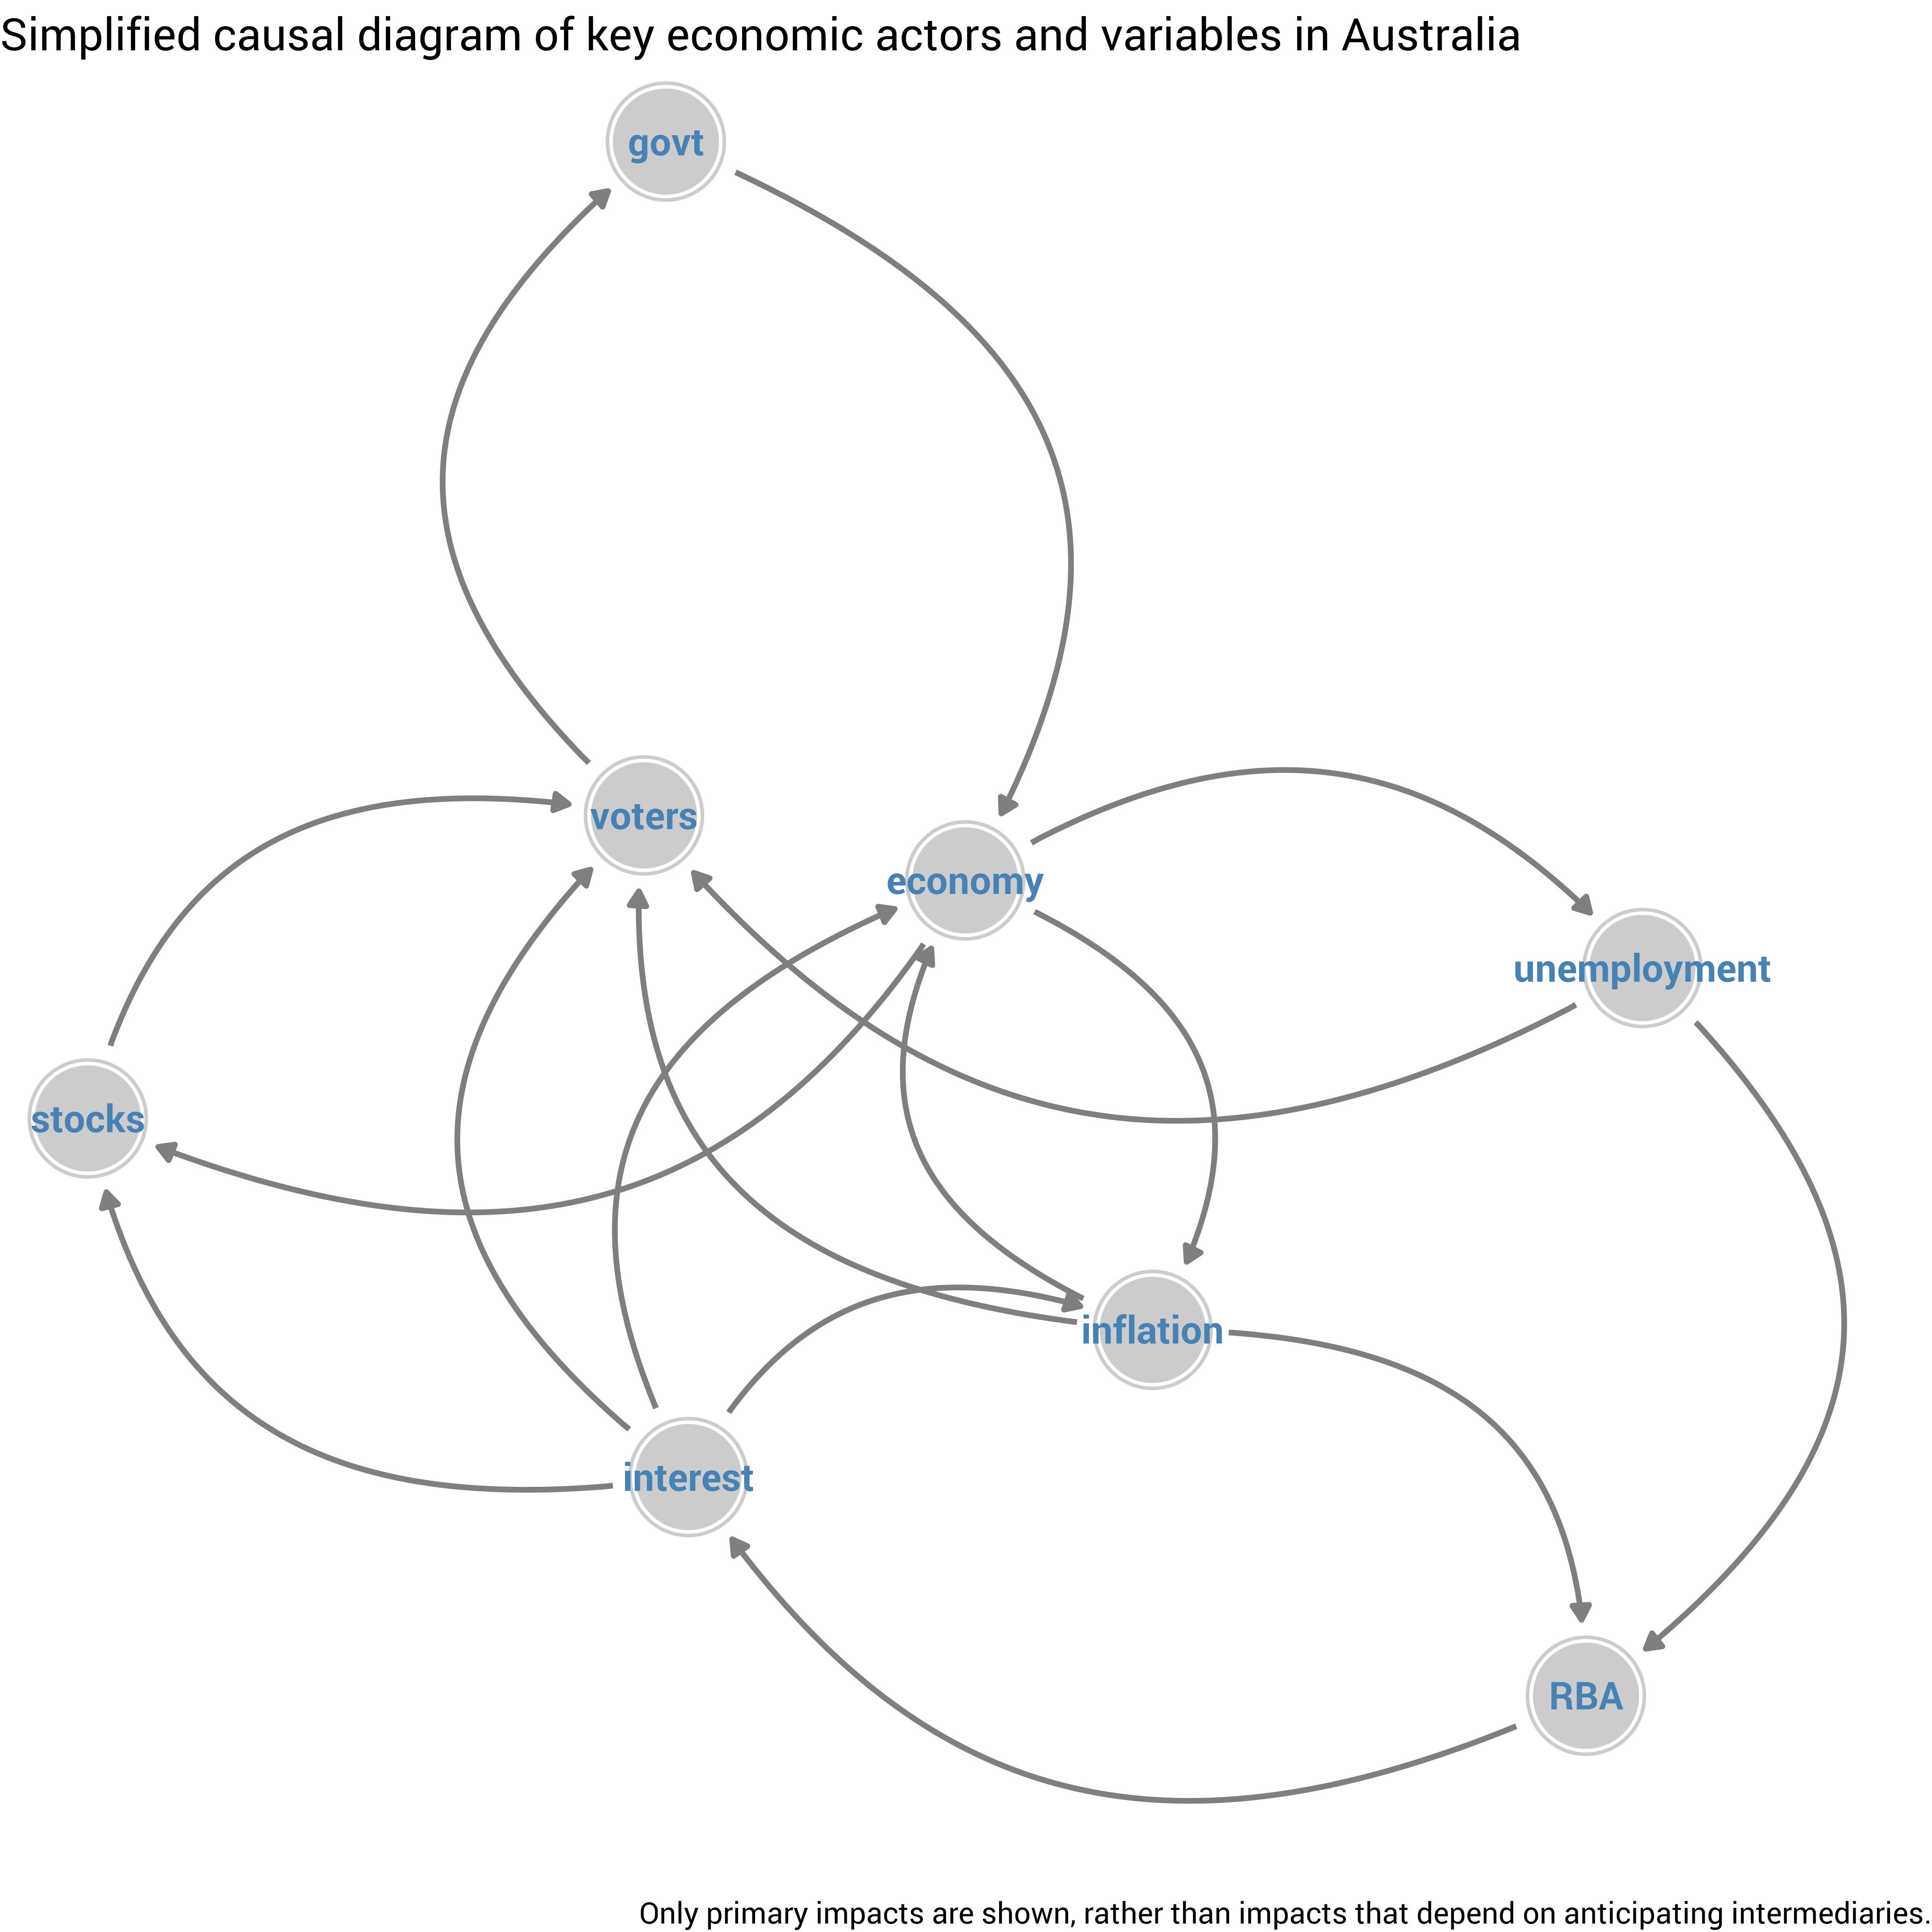 Simplified causal diagram of key economic actors and variables in Australia
govt
voters
economy
unemployment
stocks
inflation
interest
RBA
Only primary impacts are shown, rather than impacts that depend on anticipating intermediaries.